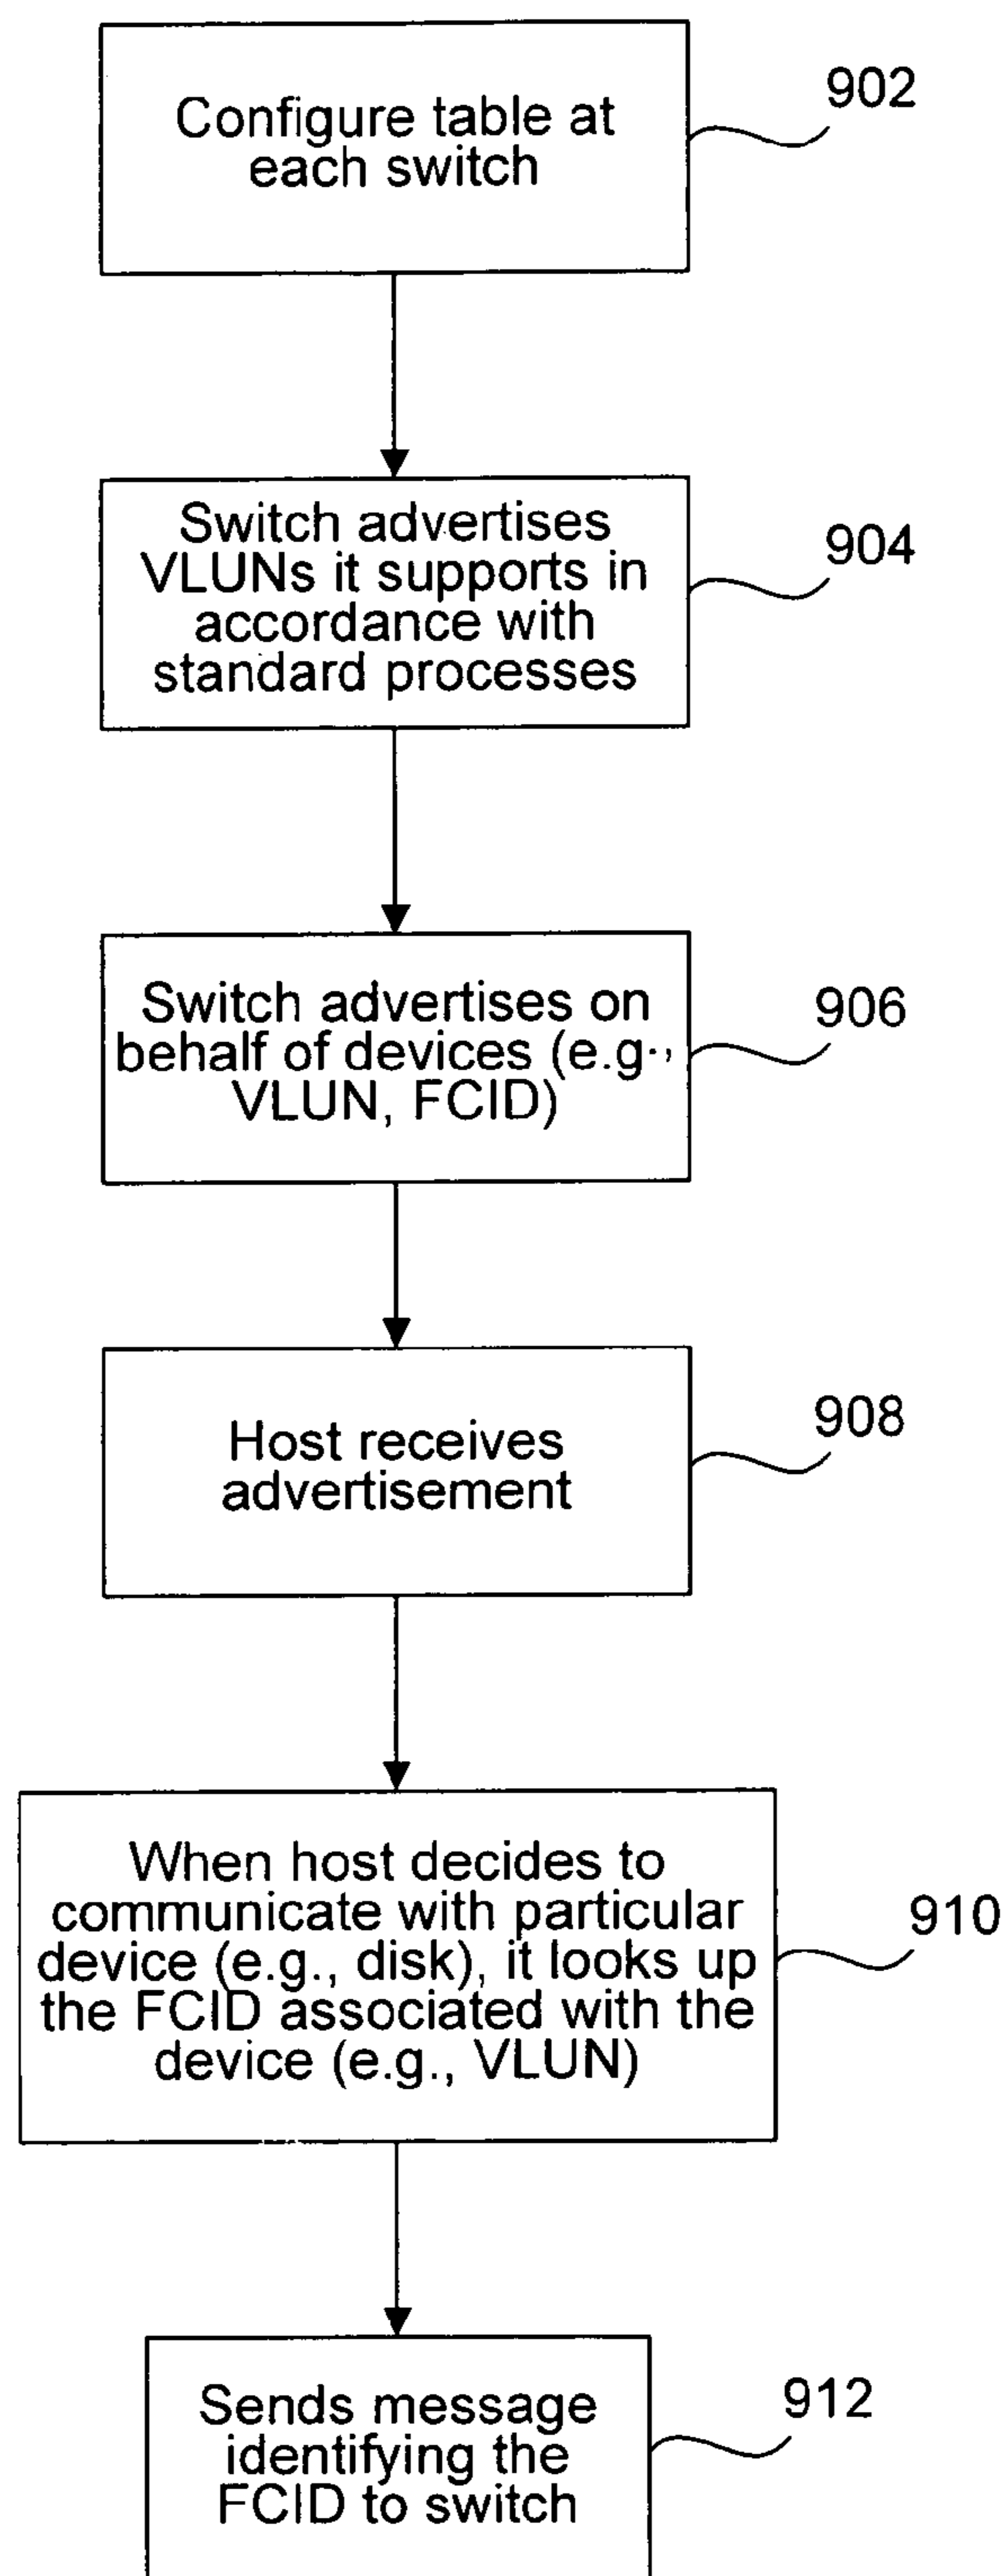 Configure table at
each switch
902
Switch advertises
VLUNs it supports in
accordance with
standard processes
904
Switch advertises on
behalf of devices (e.g.,
VLUN, FCID)
906
Host receives
advertisement
908
When host decides to
communicate with particular
device (e.g., disk), it looks up
the FCID associated with the
device (e.g., VLUN)
910
Sends message
identifying the
FCID to switch
912